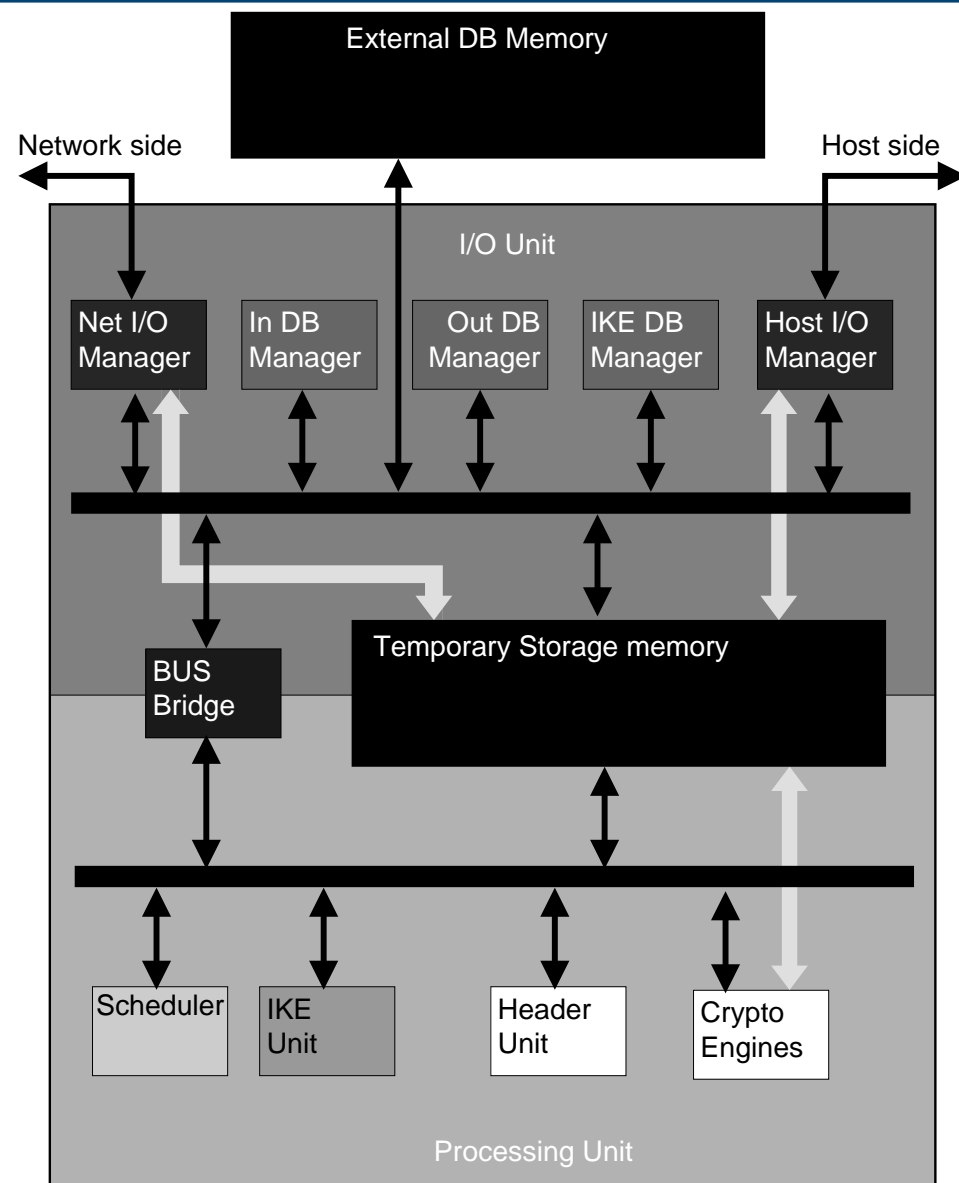 External DB Memory
Network side
Host side
I/O Unit
Net I/O
Manager
In DB
Manager
Out DB
Manager
IKE DB
Manager
Host I/O
Manager
Temporary Storage memory
BUS
Bridge
Scheduler
IKE
Unit
Header
Unit
Crypto
Engines
Processing Unit